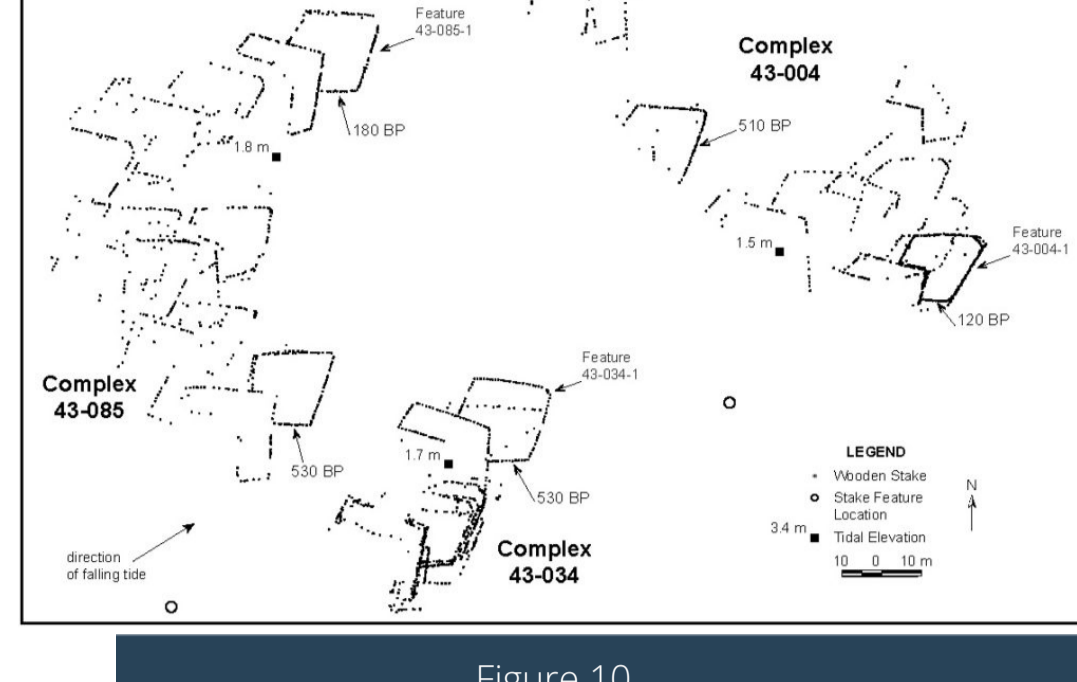 Feature
43-085-1
180 BP
1.8 m
Complex
43-004
510 BP
1.5 m
Feature
43-004-1
120 BP
Complex
43-085
530 BP
Feature
43-034-1
1.7 m
530 BP
Complex
43-034
direction
of falling tide
LEGEND
Wooden Stake
Stake Feature
Location
3.4 m
Tidal Elevation
N
10 0 10 m
Figure 10